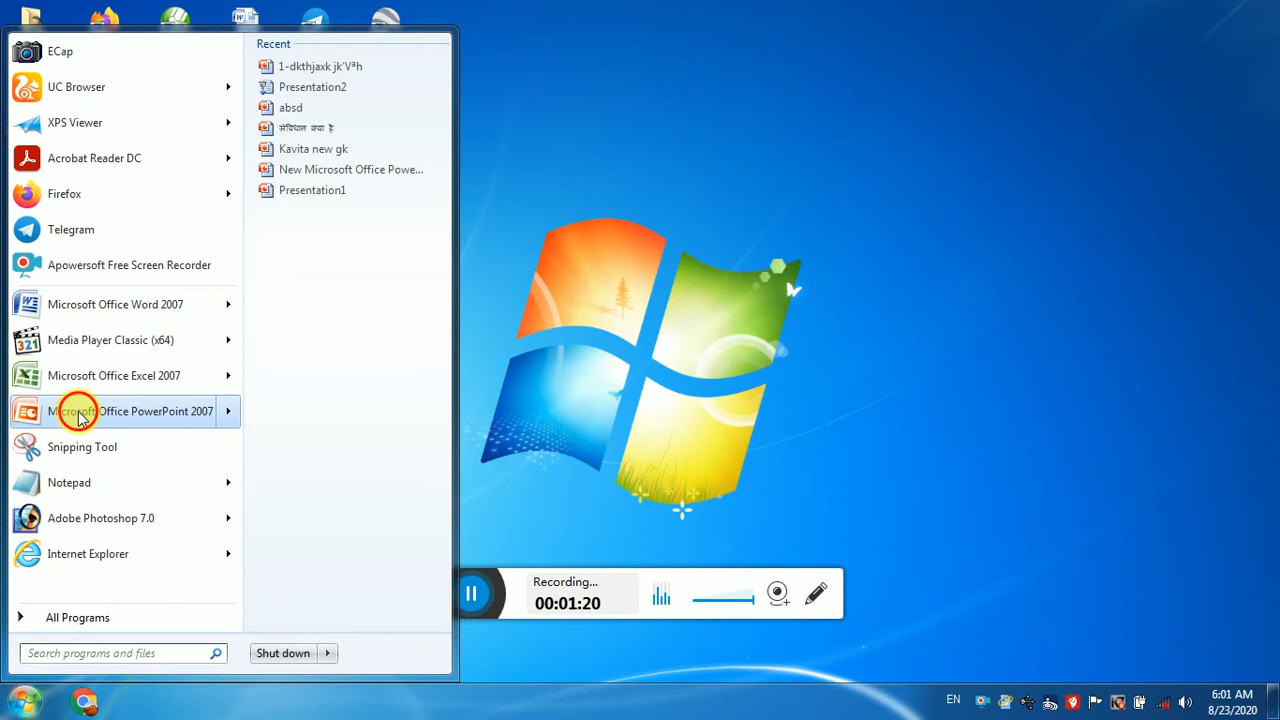 ECap
UC Browser
XPS Viewer
Acrobat Reader DC
Firefox
Telegram
Apowersoft Free Screen Recorder
Microsoft Office Word 2007
Media Player Classic (x64)
Microsoft Office Excel 2007
Microsoft Office PowerPoint 2007
Snipping Tool
Notepad
Adobe Photoshop 7.0
Internet Explorer
All Programs
Search programs and files
Shut down
Recent
1-dkthjaxk jk'Vªh
Presentation2
absd
संविधान क्या है
Kavita new gk
New Microsoft Office Powe...
Presentation1
Recording...
00:01:20
EN
6:01 AM
8/23/2020